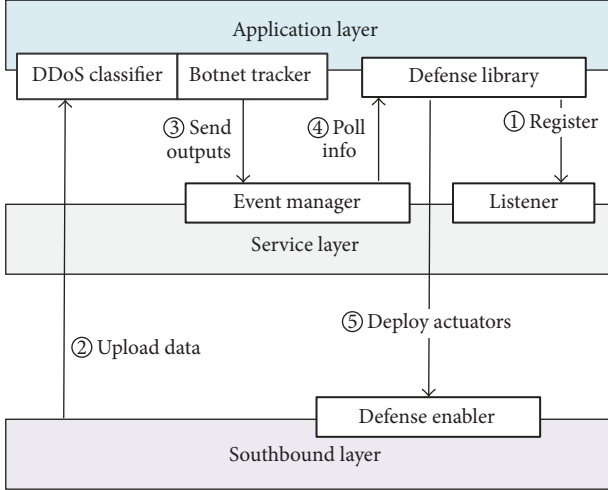 Application layer
DDoS classifier
Botnet tracker
Defense library
③ Send
outputs
④ Poll
info
① Register
Event manager
Listener
Service layer
⑤ Deploy actuators
② Upload data
Defense enabler
Southbound layer